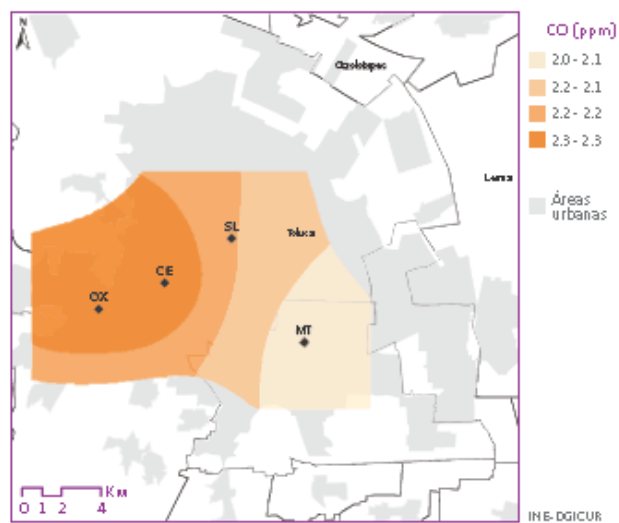 N
CO (ppm)
2.0 - 2.1
2.2 - 2.1
2.2 - 2.2
2.3 - 2.3
Áreas
urbanas
Lerma
SL
Toluca
CE
OX
MT
Km
0 1 2 4
INE-DGICUR